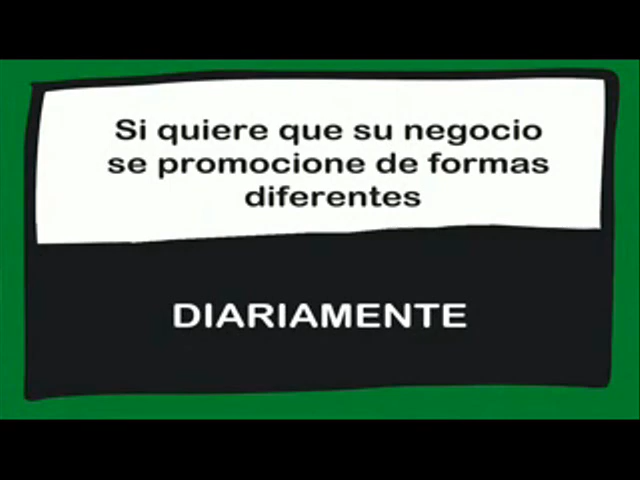 Si quiere que su negocio
se promocione de formas
diferentes
DIARIAMENTE